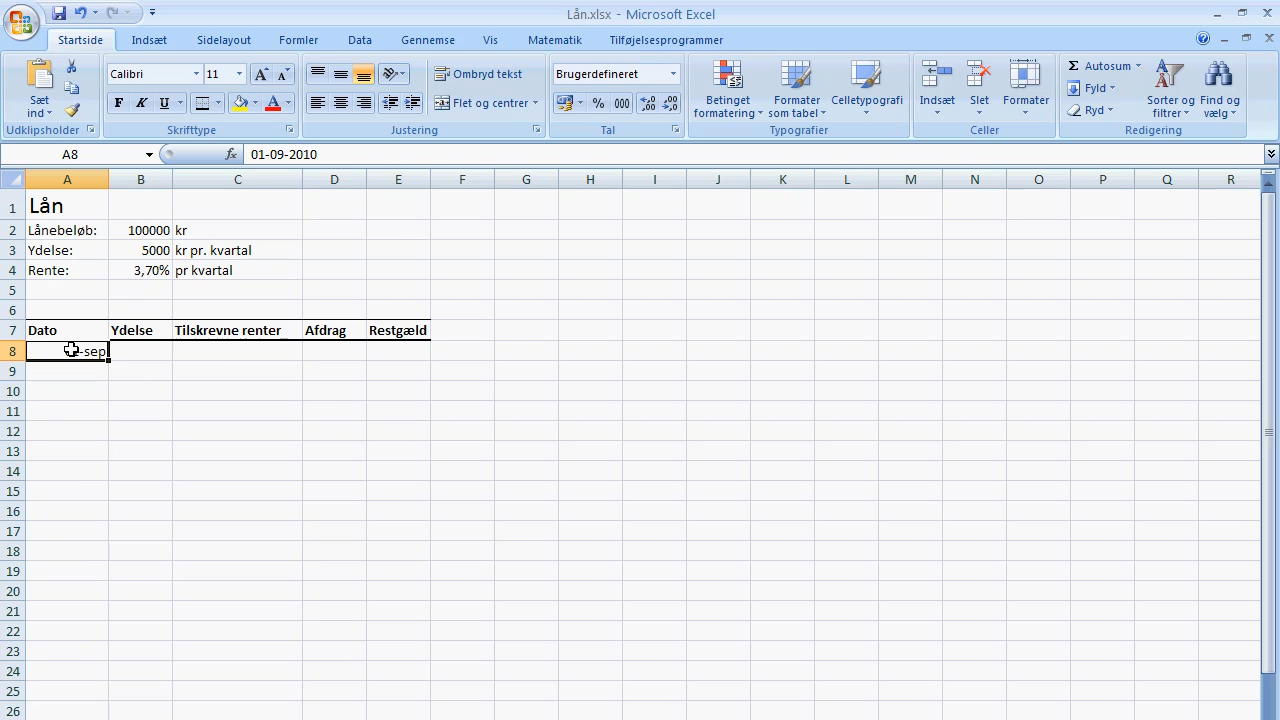 Lån.xlsx - Microsoft Excel
Startside Indsæt Sidelayout Formler Data Gennemse Vis Matematik Tilføjelsesprogrammer
Sæt ind
Udklipsholder
Calibri 11
F K U
Skrifttype
Ombryd tekst
Flet og centrer
Justering
Brugerdefineret
% 000
Tal
Betinget formatering
Formater som tabel
Celletypografi
Typografier
Indsæt Slet Formater
Celler
Autosum
Fyld
Ryd
Sorter og filtrer
Find og vælg
Redigering
A8 fx 01-09-2010
A B C D E F G H I J K L M N O P Q R
1 Lån
2 Lånebeløb: 100000 kr
3 Ydelse: 5000 kr pr. kvartal
4 Rente: 3,70% pr kvartal
5
6
7 Dato Ydelse Tilskrevne renter Afdrag Restgæld
8 -sep
9
10
11
12
13
14
15
16
17
18
19
20
21
22
23
24
25
26